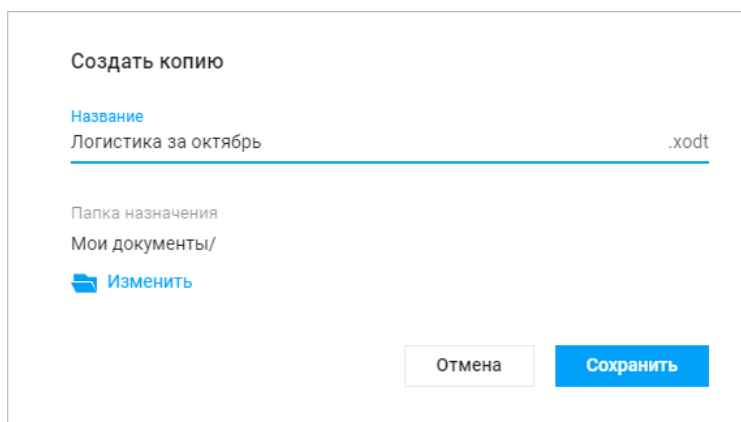 Создать копию
Название
Логистика за октябрь .xodt
Папка назначения
Мои документы/
Изменить
Отмена Сохранить